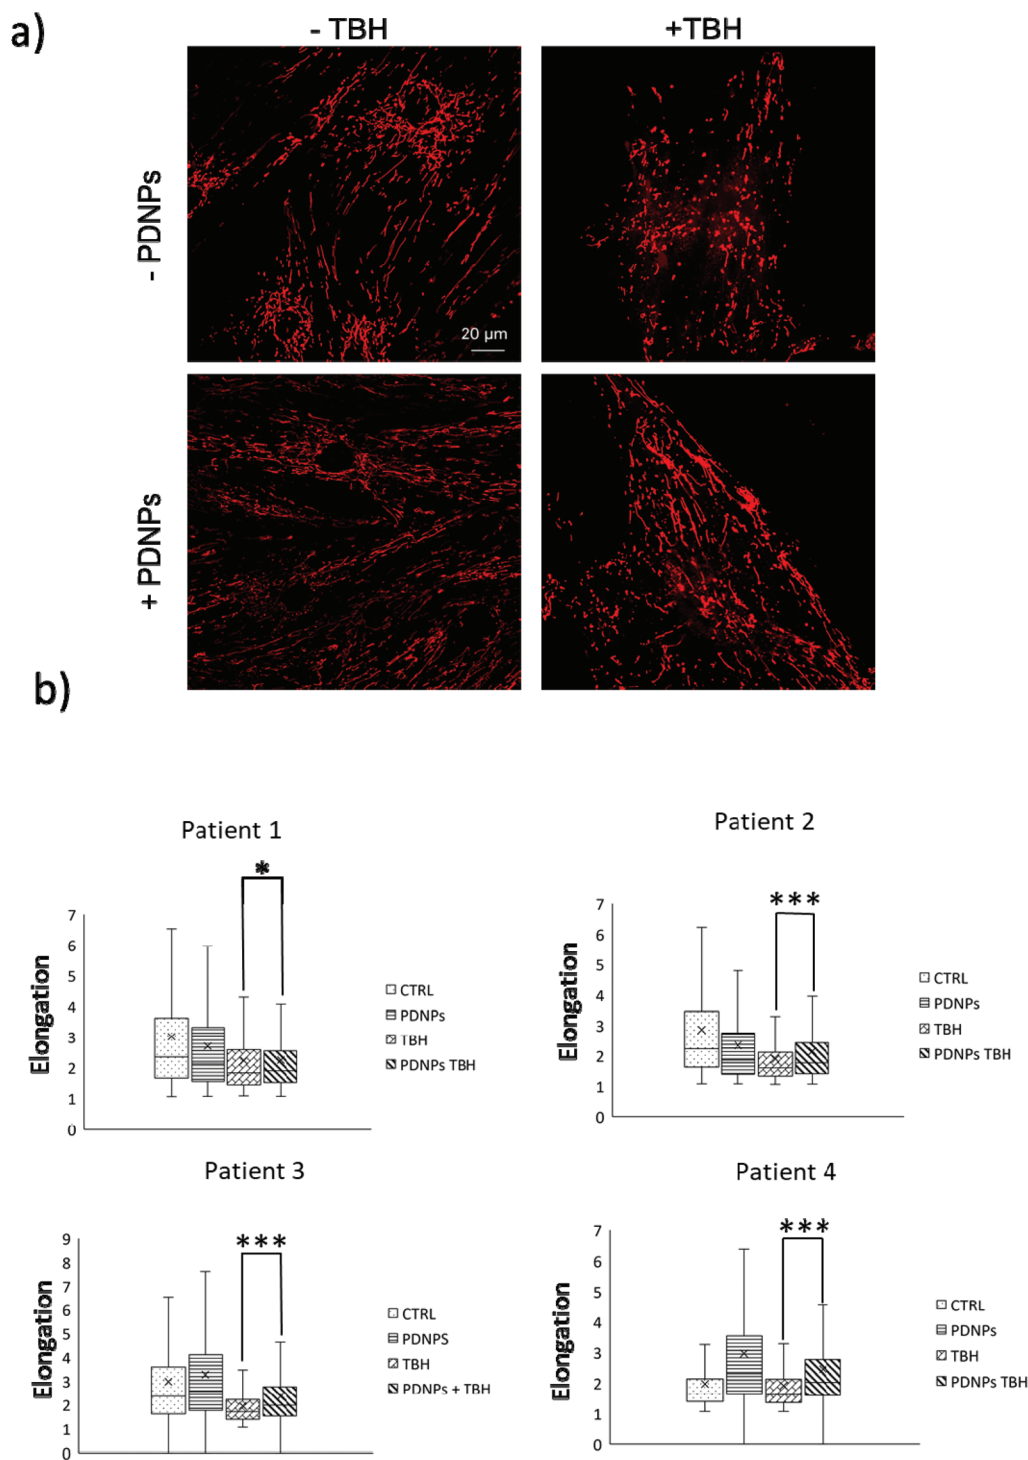 a)
- TBH
+TBH
- PDNPs
20 µm
+ PDNPs
b)
Patient 1
*
Elongation
7
6
5
4
3
2
1
0
CTRL
PDNPs
TBH
PDNPs TBH
Patient 2
***
Elongation
7
6
5
4
3
2
1
0
CTRL
PDNPs
TBH
PDNPs TBH
Patient 3
***
Elongation
9
8
7
6
5
4
3
2
1
0
CTRL
PDNPS
TBH
PDNPs + TBH
Patient 4
***
Elongation
7
6
5
4
3
2
1
0
CTRL
PDNPs
TBH
PDNPs TBH